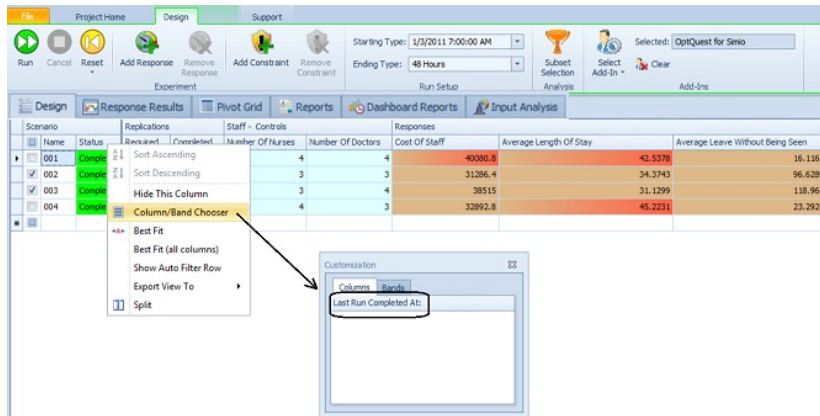 File Project Home Design Support
Run Cancel Reset Add Response Remove Response Add Constraint Remove Constraint
Starting Type: 1/3/2011 7:00:00 AM
Ending Type: 48 Hours
Subset Selection Select Add-In Selected: OptQuest for Simio
Clear
Experiment Run Setup Analysis Add-Ins
Design Response Results Pivot Grid Reports Dashboard Reports Input Analysis
Scenario Replications Staff - Controls Responses
Name Status Required Completed Number Of Nurses Number Of Doctors Cost Of Staff Average Length Of Stay Average Leave Without Being Seen
001 Comple 4 4 40080.8 42.5378 16.116
002 Comple 3 3 31286.4 34.3743 96.628
003 Comple 3 4 38515 31.1299 118.96
004 Comple 4 3 32892.8 45.2231 23.292
Sort Ascending
Sort Descending
Hide This Column
Column/Band Chooser
Best Fit
Best Fit (all columns)
Show Auto Filter Row
Export View To
Split
Customization
Columns Bands
Last Run Completed At: